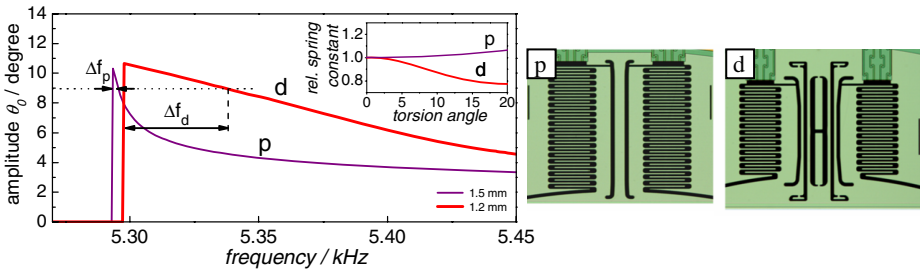 amplitude θ0 / degree
14
12
10
8
6
4
2
0
Δfp
Δfd
d
p
rel. spring
constant
1.2
1.0
0.8
p
d
0
5
10
15
20
torsion angle
1.5 mm
1.2 mm
5.30
5.35
5.40
5.45
frequency / kHz
p
d